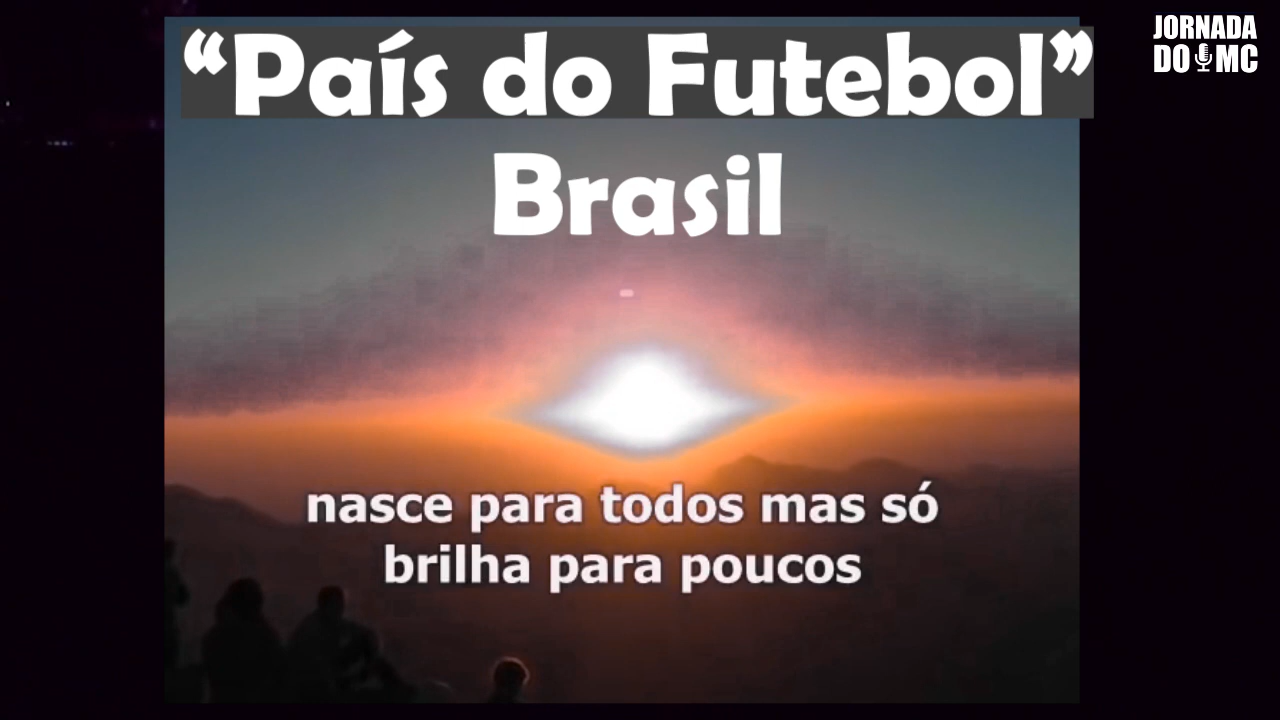 “País do Futebol”
Brasil
nasce para todos mas só
brilha para poucos
JORNADA
DO MC